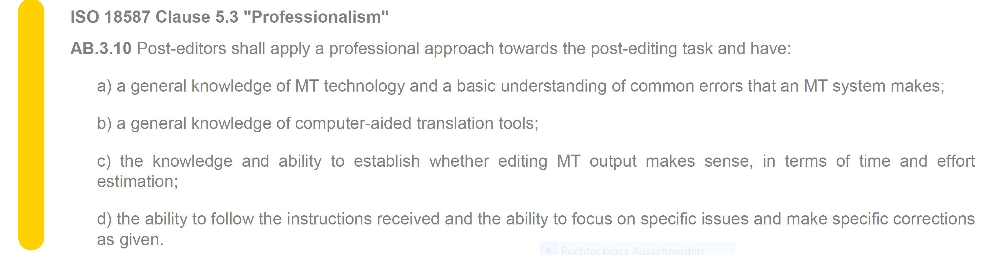 ISO 18587 Clause 5.3 "Professionalism"
AB.3.10 Post-editors shall apply a professional approach towards the post-editing task and have:
a) a general knowledge of MT technology and a basic understanding of common errors that an MT system makes;
b) a general knowledge of computer-aided translation tools;
c) the knowledge and ability to establish whether editing MT output makes sense, in terms of time and effort
estimation;
d) the ability to follow the instructions received and the ability to focus on specific issues and make specific corrections
as given.
Rechteckiges Ausschneiden